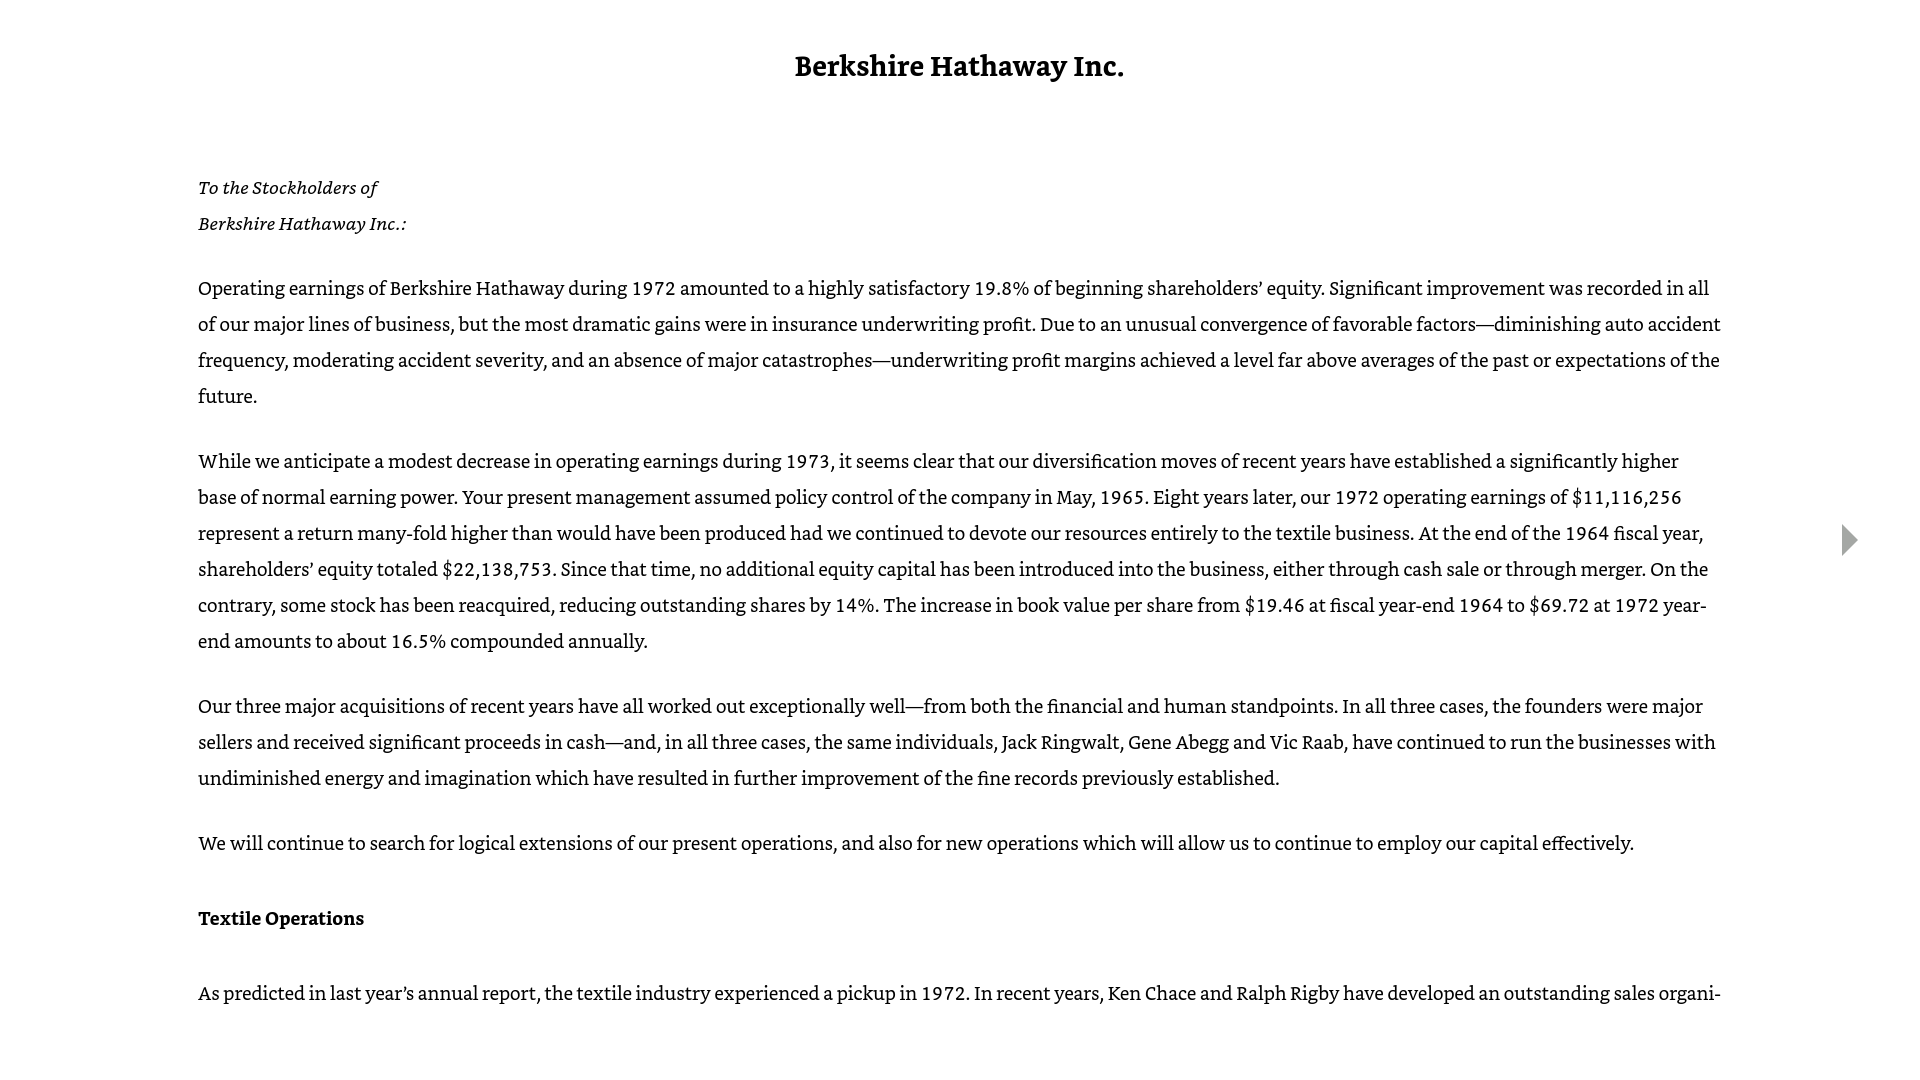 Berkshire Hathaway Inc.
To the Stockholders of
Berkshire Hathaway Inc.:
Operating earnings of Berkshire Hathaway during 1972 amounted to a highly satisfactory 19.8% of beginning shareholders’ equity. Significant improvement was recorded in all
of our major lines of business, but the most dramatic gains were in insurance underwriting profit. Due to an unusual convergence of favorable factors—diminishing auto accident
frequency, moderating accident severity, and an absence of major catastrophes—underwriting profit margins achieved a level far above averages of the past or expectations of the
future.
While we anticipate a modest decrease in operating earnings during 1973, it seems clear that our diversification moves of recent years have established a significantly higher
base of normal earning power. Your present management assumed policy control of the company in May, 1965. Eight years later, our 1972 operating earnings of $11,116,256
represent a return many-fold higher than would have been produced had we continued to devote our resources entirely to the textile business. At the end of the 1964 fiscal year,
shareholders’ equity totaled $22,138,753. Since that time, no additional equity capital has been introduced into the business, either through cash sale or through merger. On the
contrary, some stock has been reacquired, reducing outstanding shares by 14%. The increase in book value per share from $19.46 at fiscal year-end 1964 to $69.72 at 1972 year-
end amounts to about 16.5% compounded annually.
Our three major acquisitions of recent years have all worked out exceptionally well—from both the financial and human standpoints. In all three cases, the founders were major
sellers and received significant proceeds in cash—and, in all three cases, the same individuals, Jack Ringwalt, Gene Abegg and Vic Raab, have continued to run the businesses with
undiminished energy and imagination which have resulted in further improvement of the fine records previously established.
We will continue to search for logical extensions of our present operations, and also for new operations which will allow us to continue to employ our capital effectively.
Textile Operations
As predicted in last year’s annual report, the textile industry experienced a pickup in 1972. In recent years, Ken Chace and Ralph Rigby have developed an outstanding sales organi-